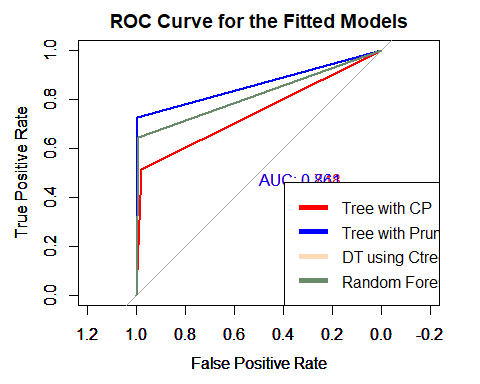 ROC Curve for the Fitted Models
True Positive Rate
1.0
0.8
0.6
0.4
0.2
0.0
AUC:
Tree with CP
Tree with Prun
DT using Ctre
Random Fore
1.2 1.0 0.8 0.6 0.4 0.2 0.0 -0.2
False Positive Rate